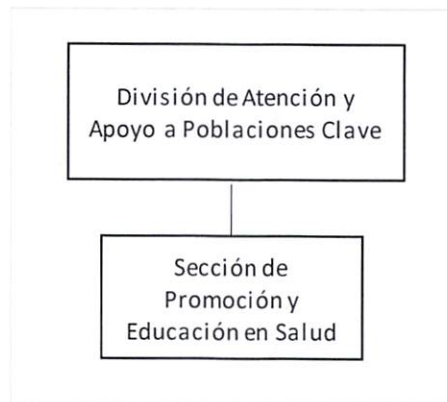 División de Atención y
Apoyo a Poblaciones Clave
Sección de
Promoción y
Educación en Salud